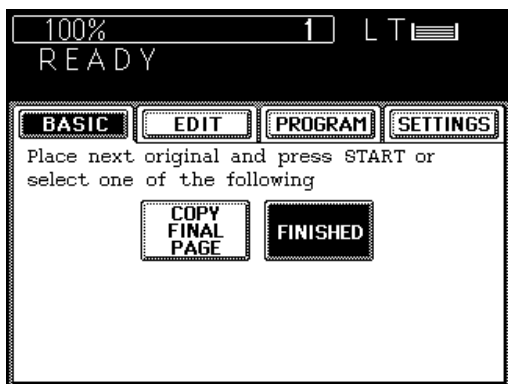 100% 1 LT
READY
BASIC EDIT PROGRAM SETTINGS
Place next original and press START or
select one of the following
COPY
FINAL
PAGE
FINISHED